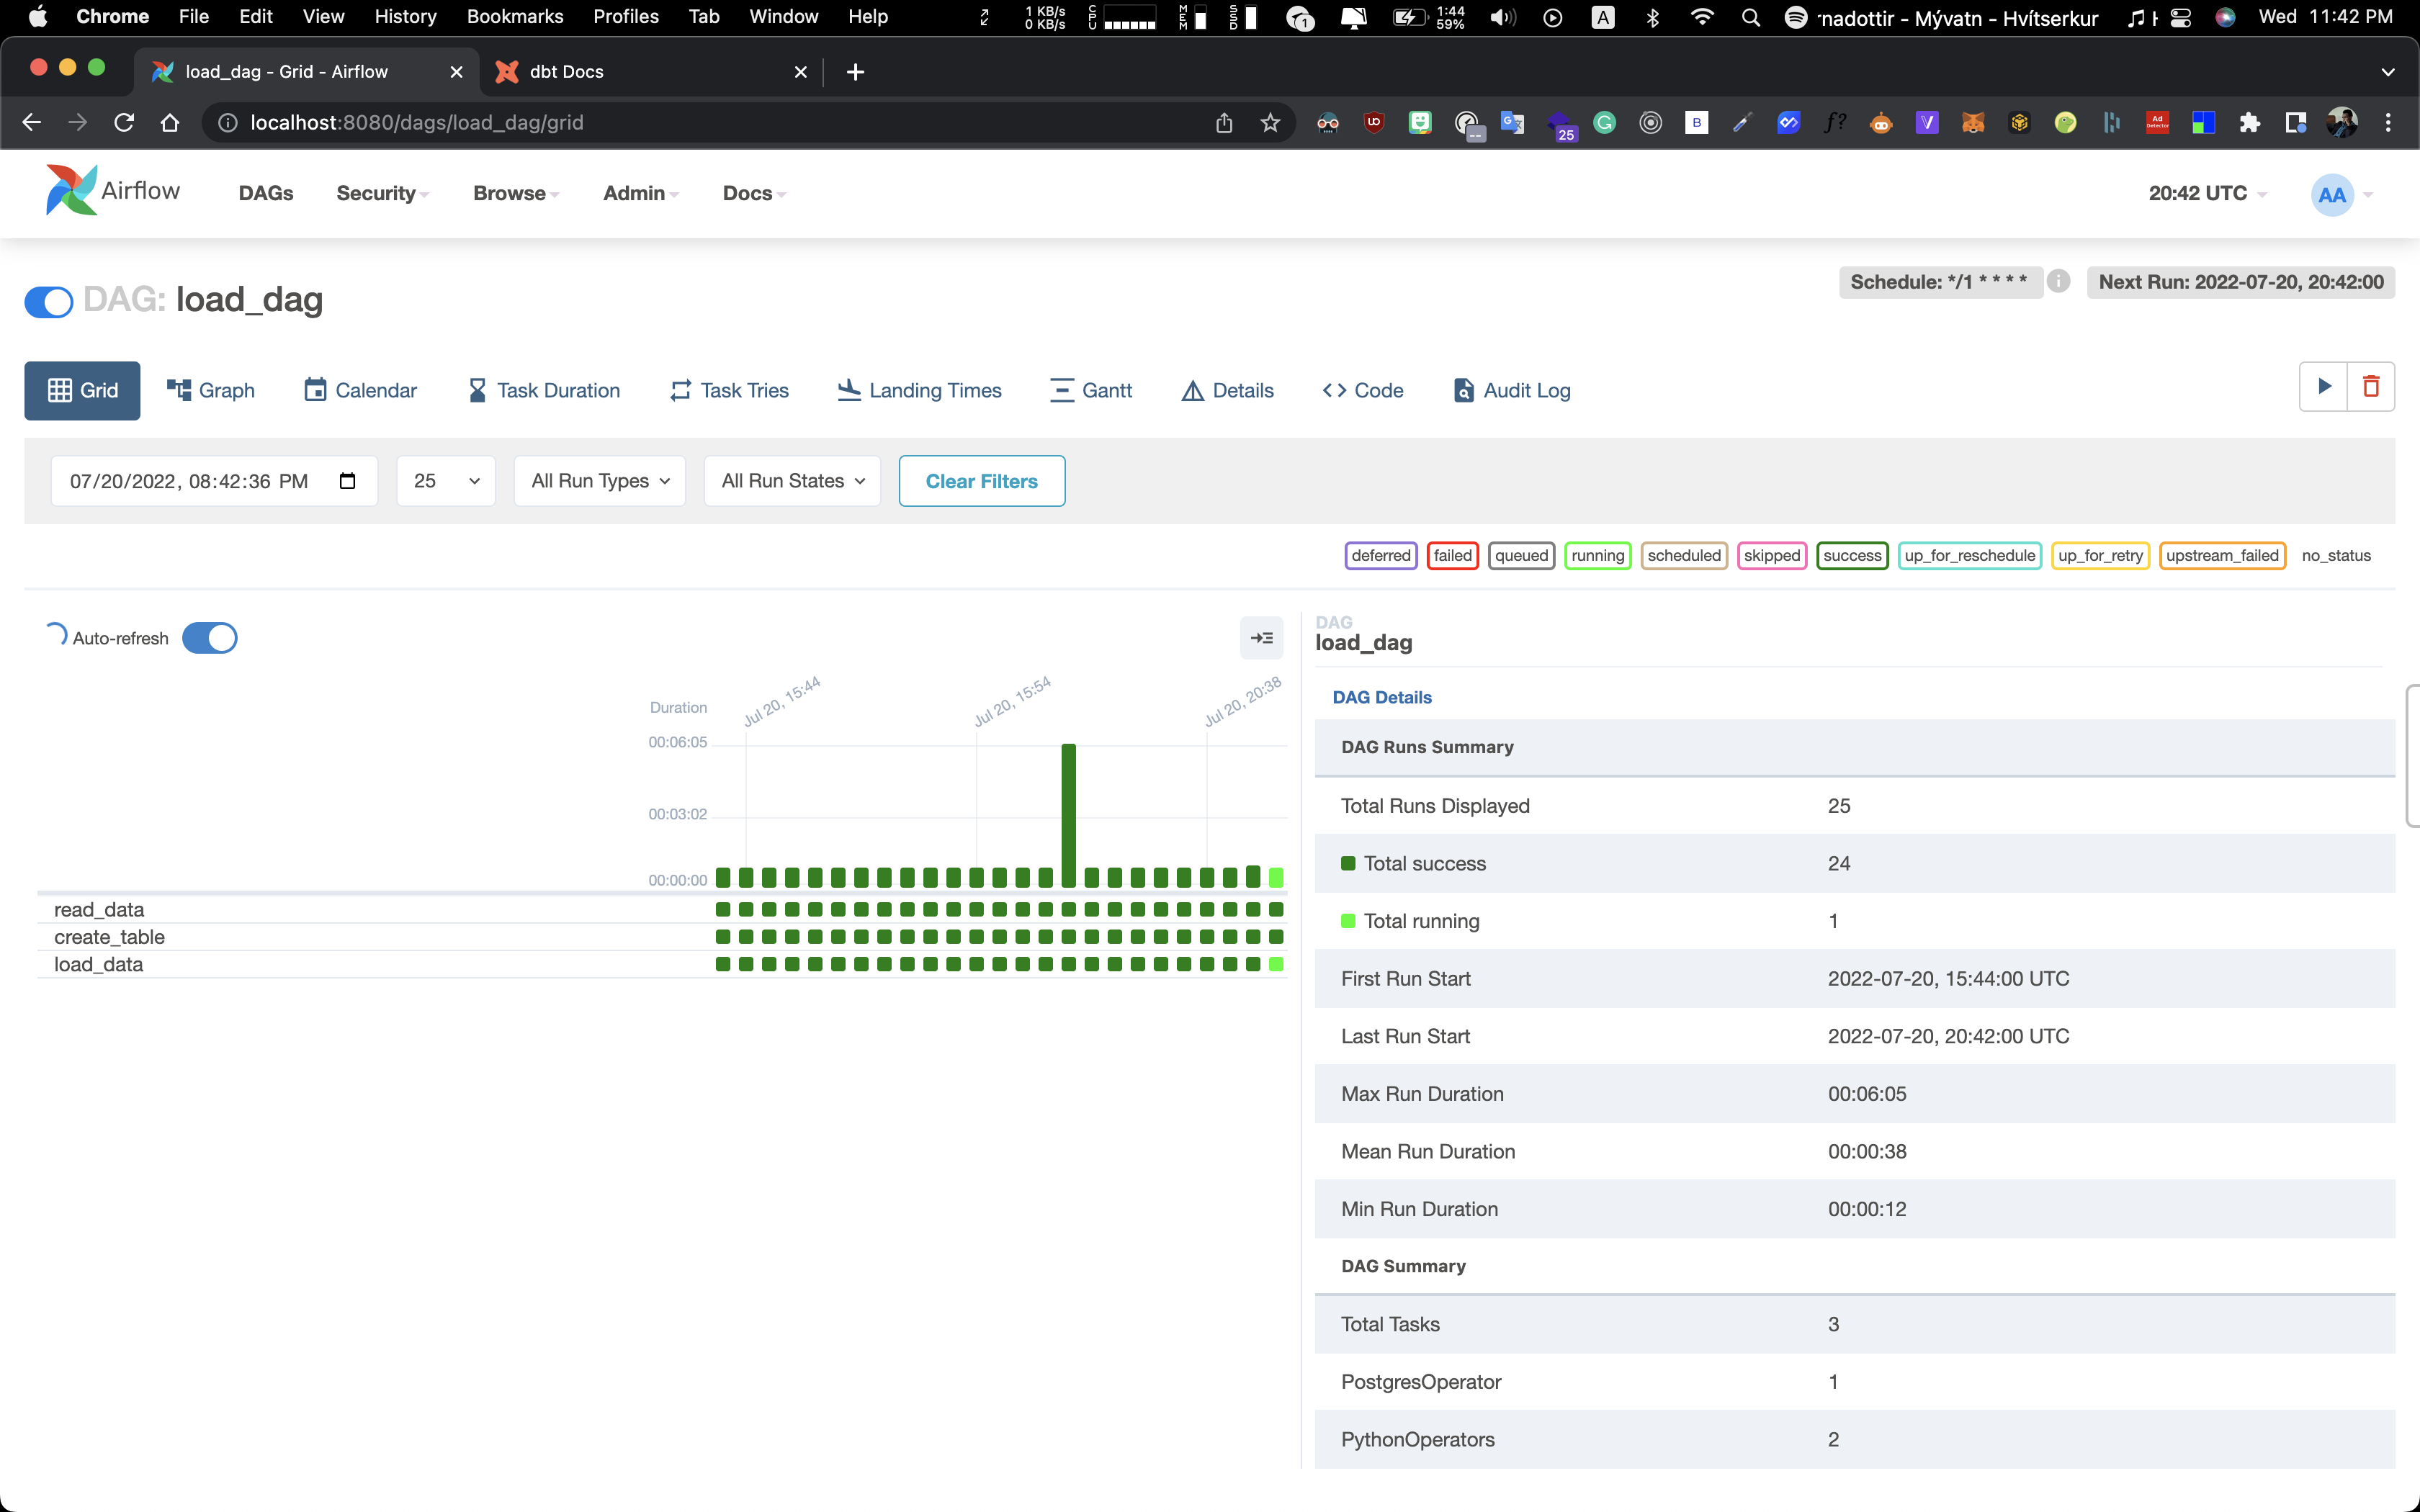 Chrome File Edit View History Bookmarks Profiles Tab Window Help 1 KB/s 0 KB/s CPU MEM SSD 1 1:44 59% A rnadottir - Mývatn - Hvítserkur Wed 11:42 PM
load_dag - Grid - Airflow dbt Docs
localhost:8080/dags/load_dag/grid 25 B f? V Ad Detector
Airflow DAGs Security Browse Admin Docs 20:42 UTC AA
DAG: load_dag Schedule: */1 * * * * i Next Run: 2022-07-20, 20:42:00
Grid Graph Calendar Task Duration Task Tries Landing Times Gantt Details Code Audit Log
07/20/2022, 08:42:36 PM 25 All Run Types All Run States Clear Filters
deferred failed queued running scheduled skipped success up_for_reschedule up_for_retry upstream_failed no_status
Auto-refresh
Duration Jul 20, 15:44 Jul 20, 15:54 Jul 20, 20:38
00:06:05
00:03:02
00:00:00
read_data
create_table
load_data
DAG
load_dag
DAG Details
DAG Runs Summary
Total Runs Displayed 25
Total success 24
Total running 1
First Run Start 2022-07-20, 15:44:00 UTC
Last Run Start 2022-07-20, 20:42:00 UTC
Max Run Duration 00:06:05
Mean Run Duration 00:00:38
Min Run Duration 00:00:12
DAG Summary
Total Tasks 3
PostgresOperator 1
PythonOperators 2